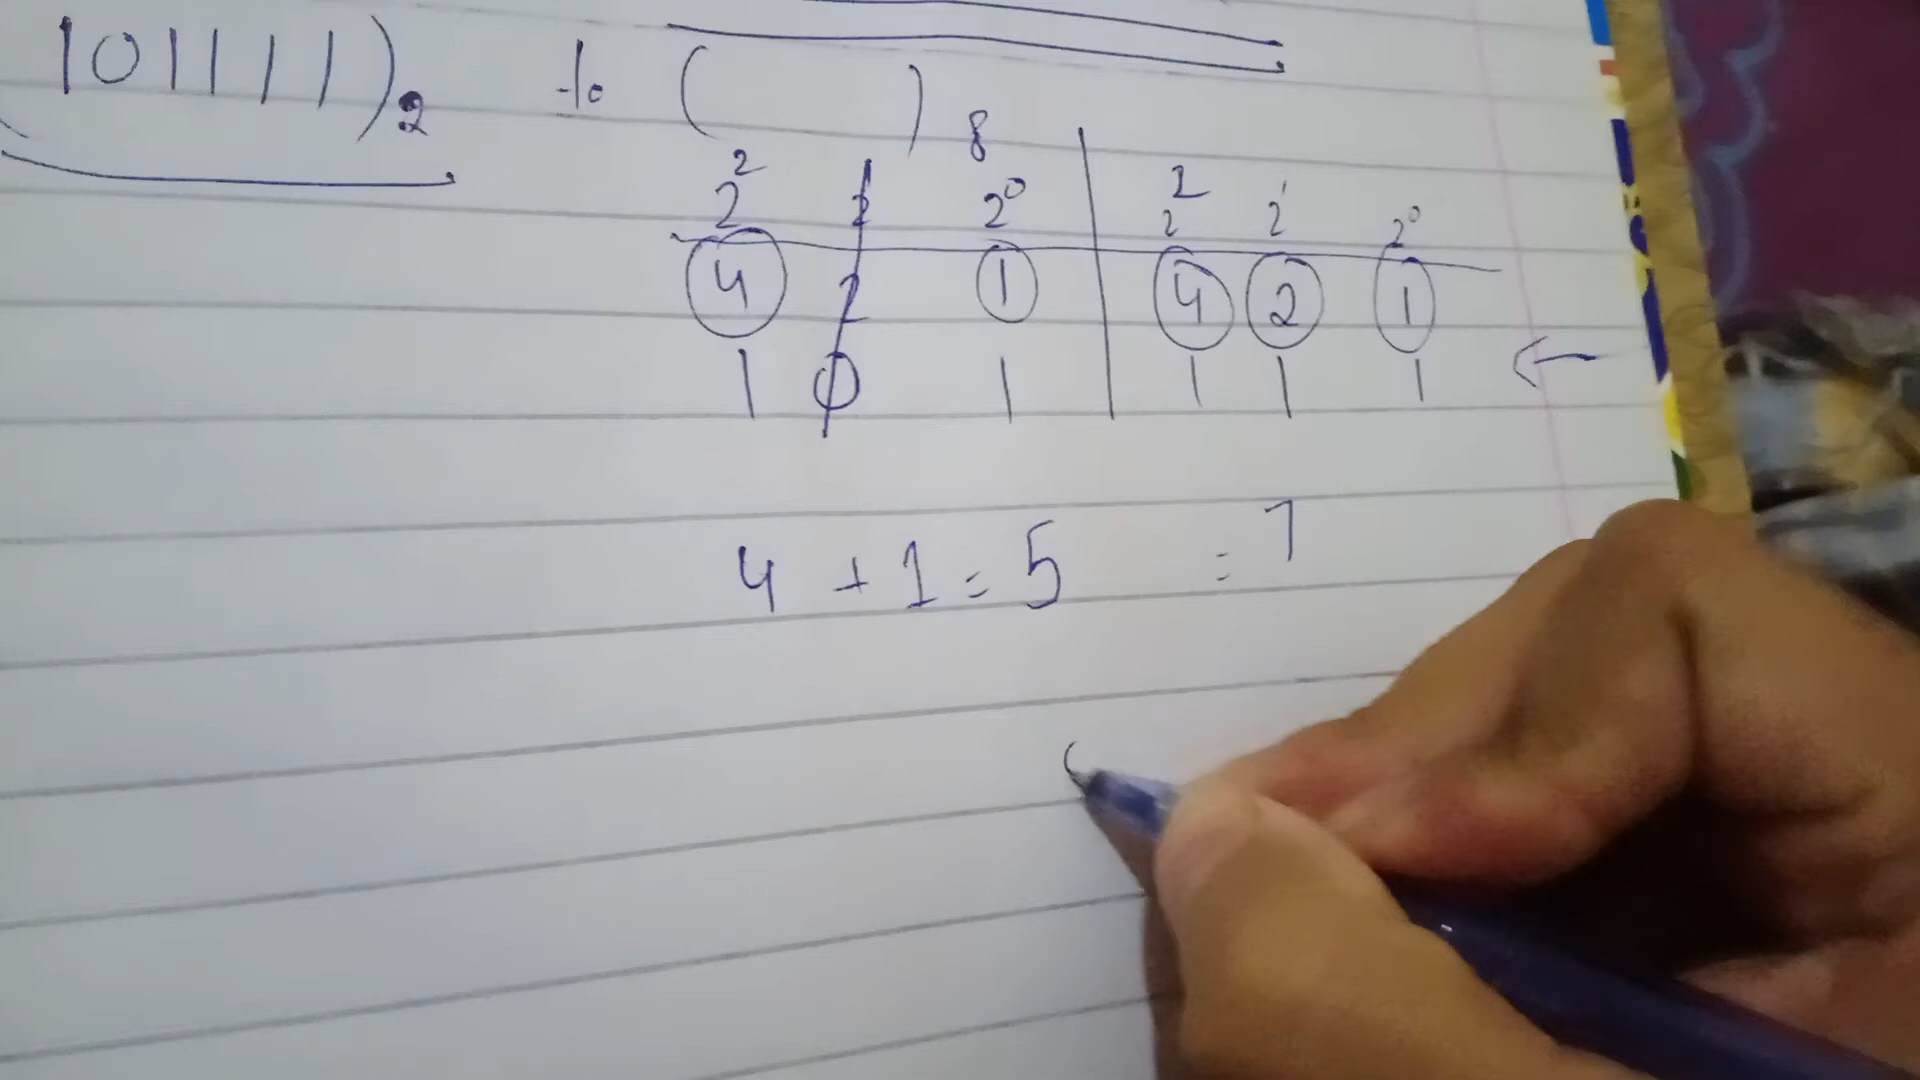 (101111)2 to ( )8
2² 2 2⁰ 2² 2¹ 2⁰
4 2 1 4 2 1
1 0 1 1 1 1 ←
4 + 1 = 5 = 7
(